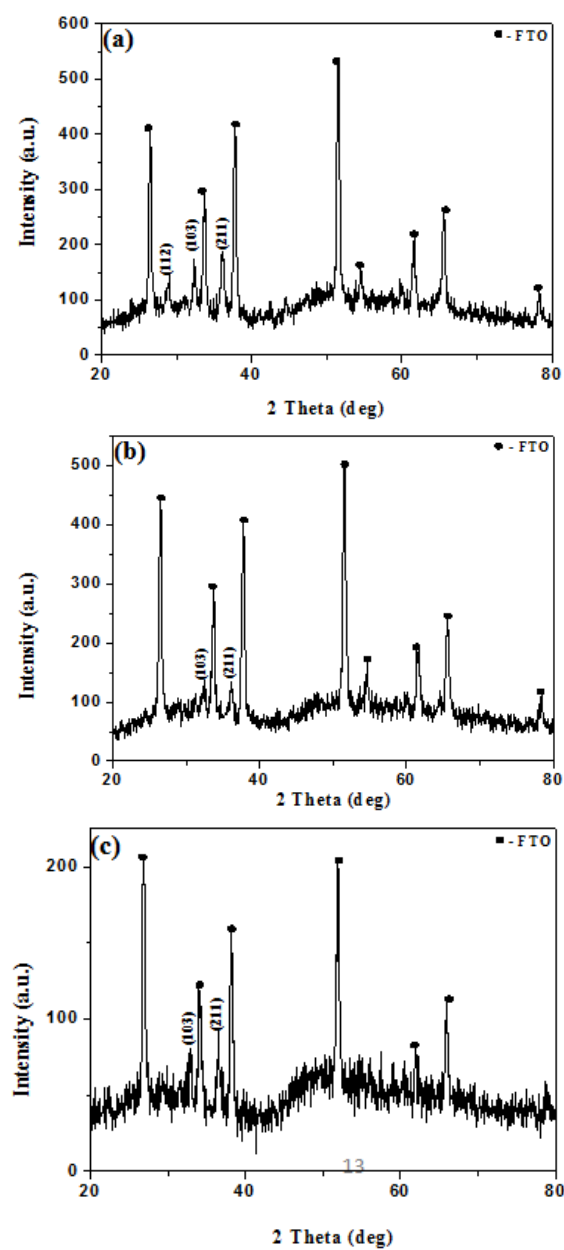 (a)
- FTO
600
500
400
300
200
100
0
(112)
(103)
(211)
Intensity (a.u.)
20 40 60 80
2 Theta (deg)
(b)
- FTO
500
400
300
200
100
0
(103)
(211)
Intensity (a.u.)
20 40 60 80
2 Theta (deg)
(c)
- FTO
200
100
0
(103)
(211)
Intensity (a.u.)
13
20 40 60 80
2 Theta (deg)